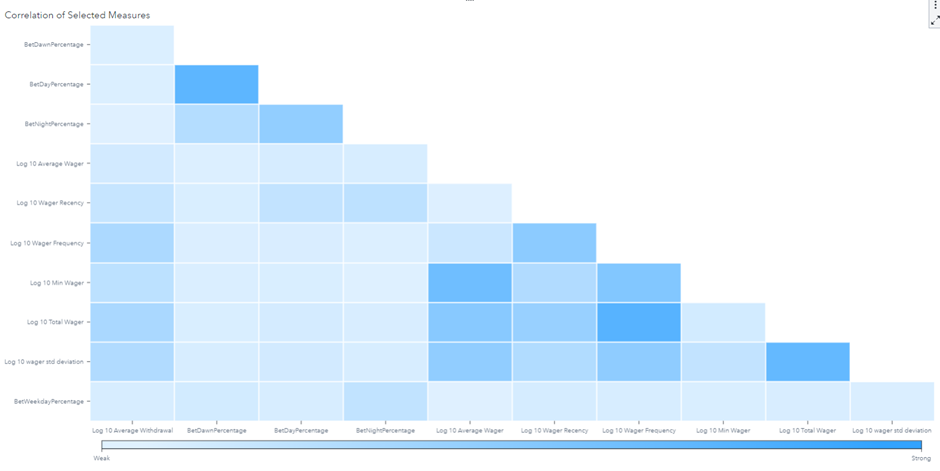 Correlation of Selected Measures
BetDawnPercentage
BetDayPercentage
BetNightPercentage
Log 10 Average Wager
Log 10 Wager Recency
Log 10 Wager Frequency
Log 10 Min Wager
Log 10 Total Wager
Log 10 wager std deviation
BetWeekdayPercentage
Log 10 Average Withdrawal BetDawnPercentage BetDayPercentage BetNightPercentage Log 10 Average Wager Log 10 Wager Recency Log 10 Wager Frequency Log 10 Min Wager Log 10 Total Wager Log 10 wager std deviation
Weak Strong